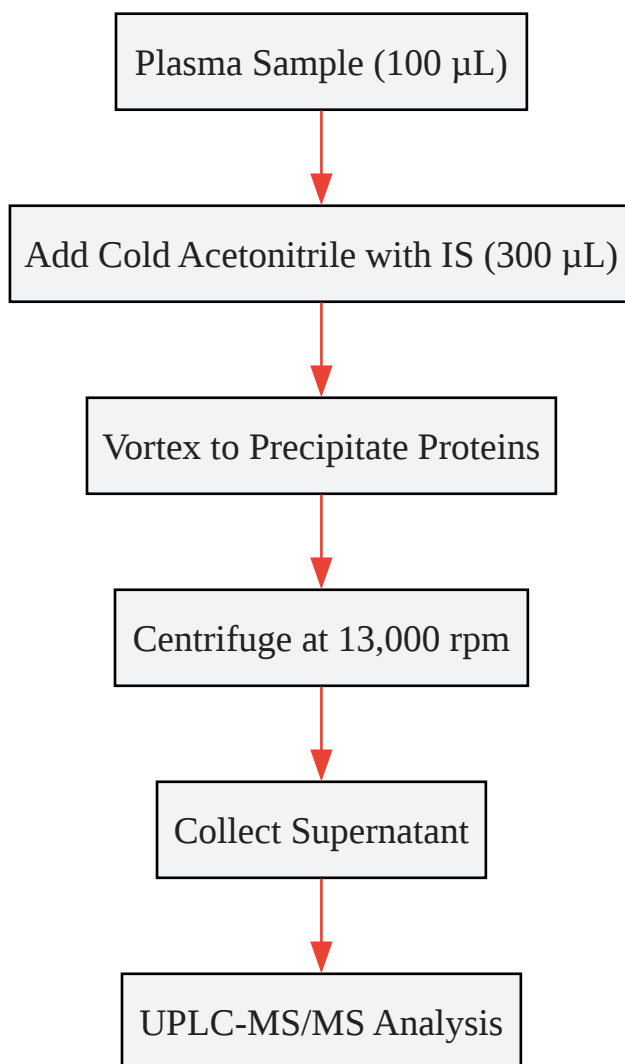 Plasma Sample (100 µL)
Add Cold Acetonitrile with IS (300 µL)
Vortex to Precipitate Proteins
Centrifuge at 13,000 rpm
Collect Supernatant
UPLC-MS/MS Analysis